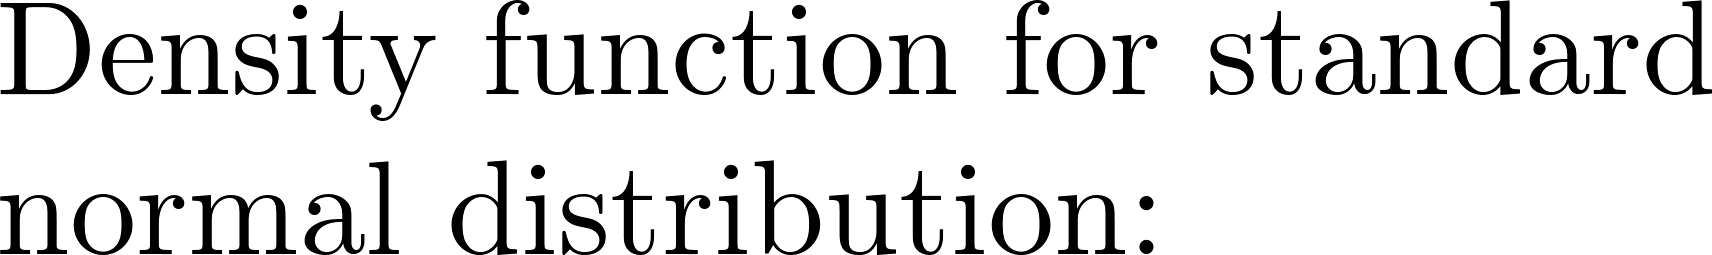 Density function for standard
normal distribution: